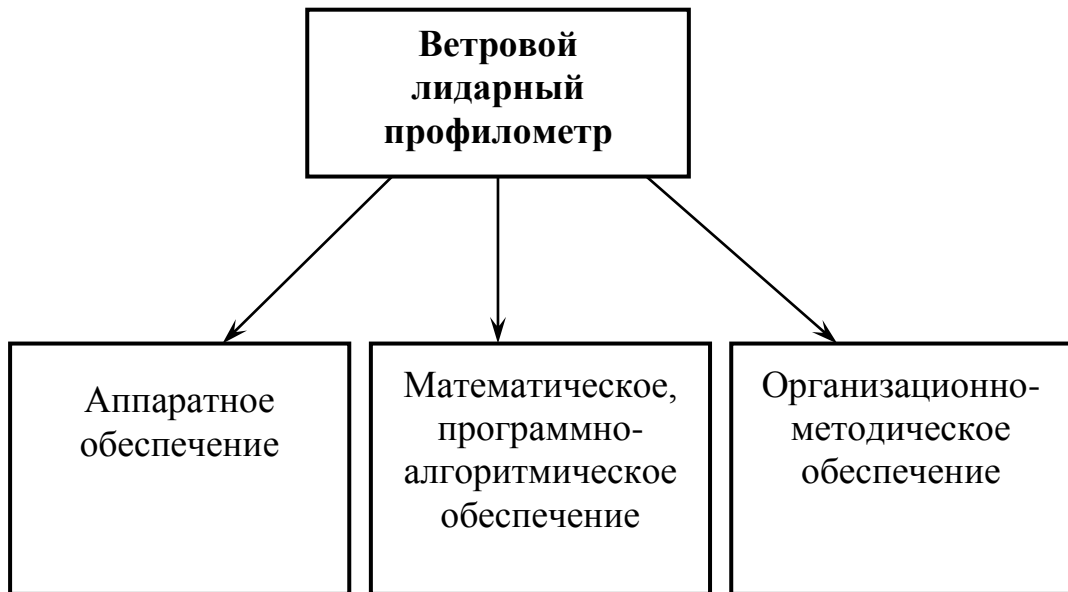 Ветровой
лидарный
профилометр
Аппаратное
обеспечение
Математическое,
программно-
алгоритмическое
обеспечение
Организационно-
методическое
обеспечение